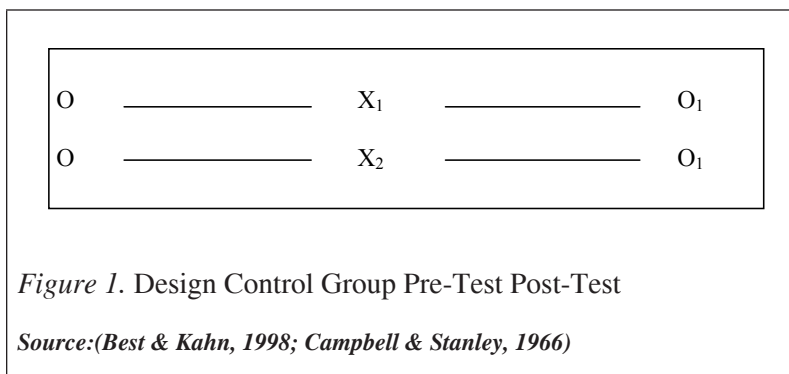 O X₁ O₁
O X₂ O₁
Figure 1. Design Control Group Pre-Test Post-Test
Source:(Best & Kahn, 1998; Campbell & Stanley, 1966)